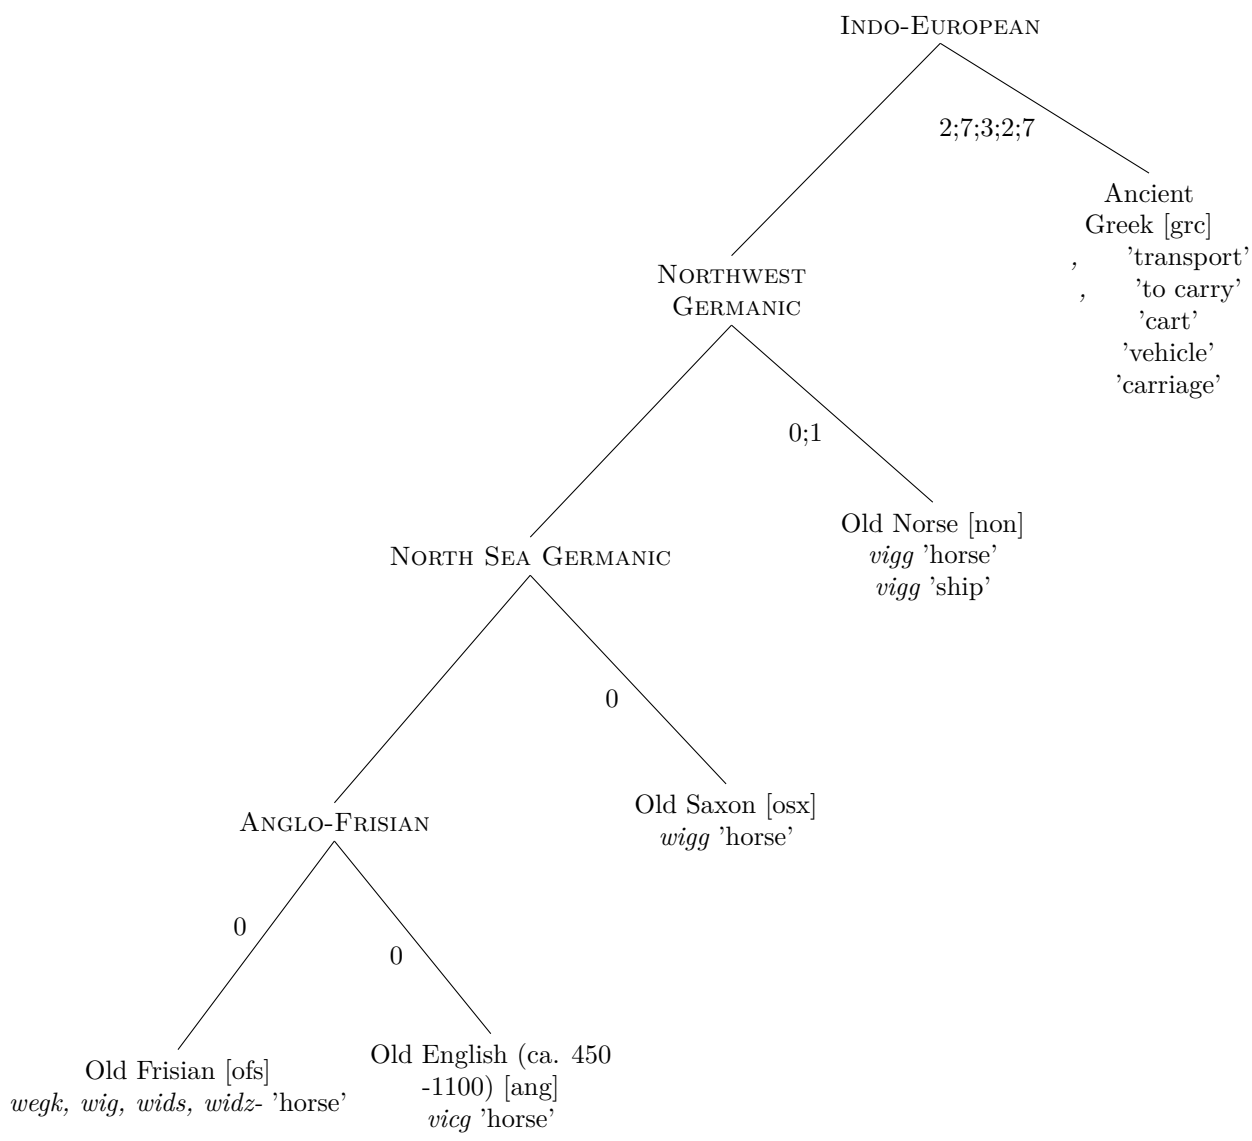 INDO-EUROPEAN
2;7;3;2;7
Ancient
Greek [grc]
, 'transport'
, 'to carry'
'cart'
'vehicle'
'carriage'
NORTHWEST
GERMANIC
0;1
Old Norse [non]
vigg 'horse'
vigg 'ship'
NORTH SEA GERMANIC
0
Old Saxon [osx]
wigg 'horse'
ANGLO-FRISIAN
0
0
Old Frisian [ofs]
wegk, wig, wids, widz- 'horse'
Old English (ca. 450
-1100) [ang]
vicg 'horse'